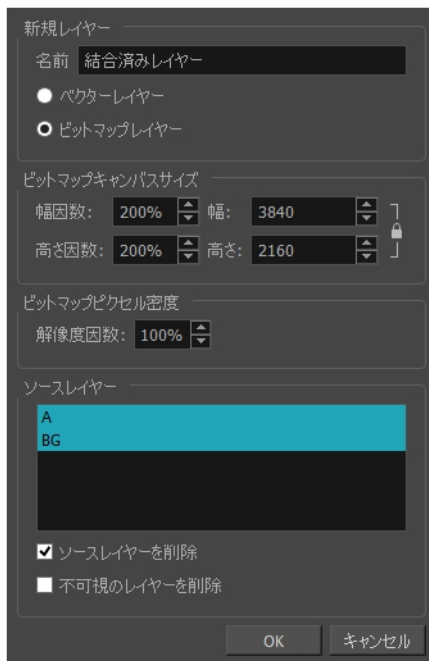 新規レイヤー
名前 結合済みレイヤー
ベクターレイヤー
ビットマップレイヤー
ビットマップキャンバスサイズ
幅因数: 200% 幅: 3840
高さ因数: 200% 高さ: 2160
ビットマップピクセル密度
解像度因数: 100%
ソースレイヤー
A
BG
ソースレイヤーを削除
不可視のレイヤーを削除
OK キャンセル